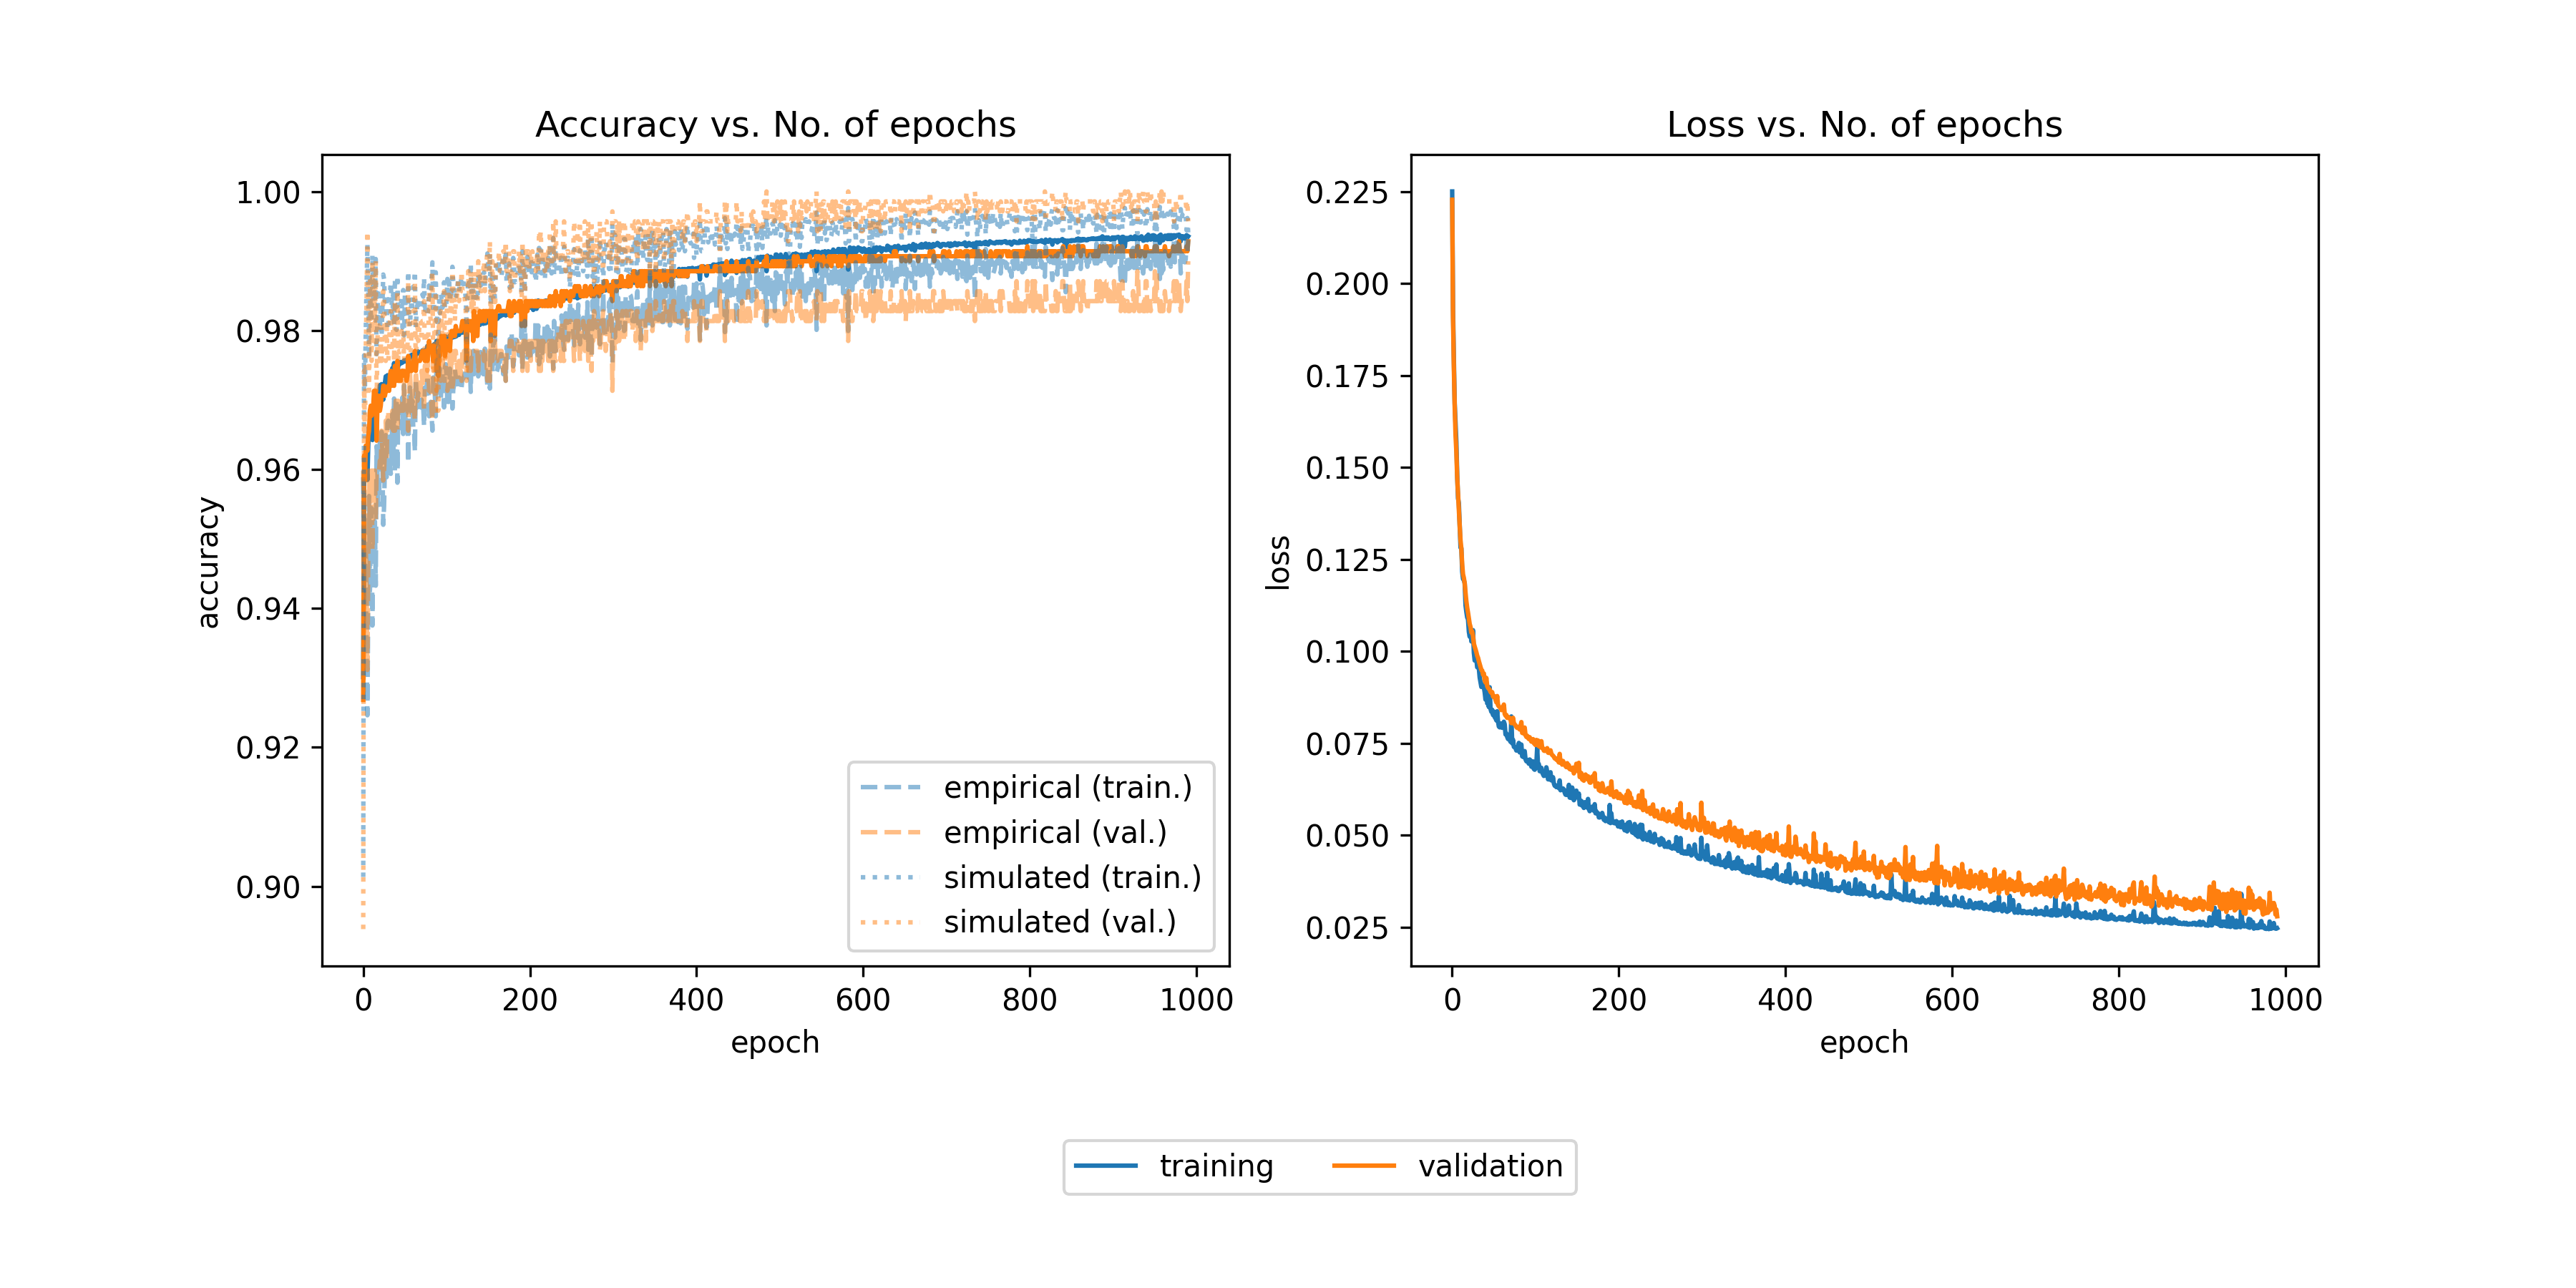 Accuracy vs. No. of epochs
1.00
0.98
0.96
0.94
0.92
0.90
accuracy
0 200 400 600 800 1000
epoch
empirical (train.)
empirical (val.)
simulated (train.)
simulated (val.)
Loss vs. No. of epochs
0.225
0.200
0.175
0.150
0.125
0.100
0.075
0.050
0.025
loss
0 200 400 600 800 1000
epoch
training validation